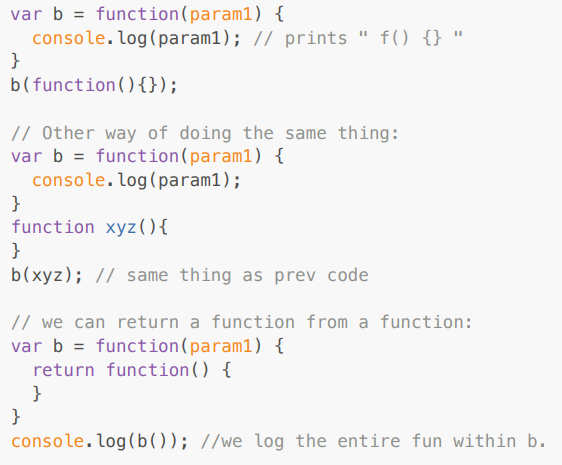 var b = function(param1) {
  console.log(param1); // prints " f() {} "
}
b(function(){});

// Other way of doing the same thing:
var b = function(param1) {
  console.log(param1);
}
function xyz(){
}
b(xyz); // same thing as prev code

// we can return a function from a function:
var b = function(param1) {
  return function() {
  }
}
console.log(b()); //we log the entire fun within b.